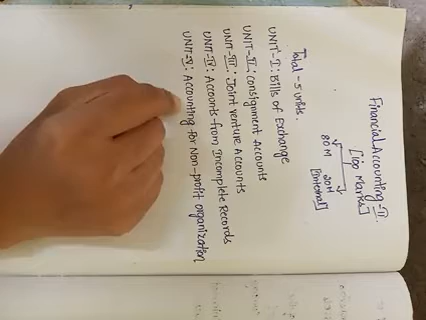 Financial Accounting-II.
[100 Marks]
80M 20M
[Internal]
Total - 5 units.
UNIT-I: Bills of Exchange
UNIT-II: Consignment Accounts
UNIT-III: Joint venture Accounts
UNIT-IV: Accounts from Incomplete Records
UNIT-V: Accounting for Non-profit organization